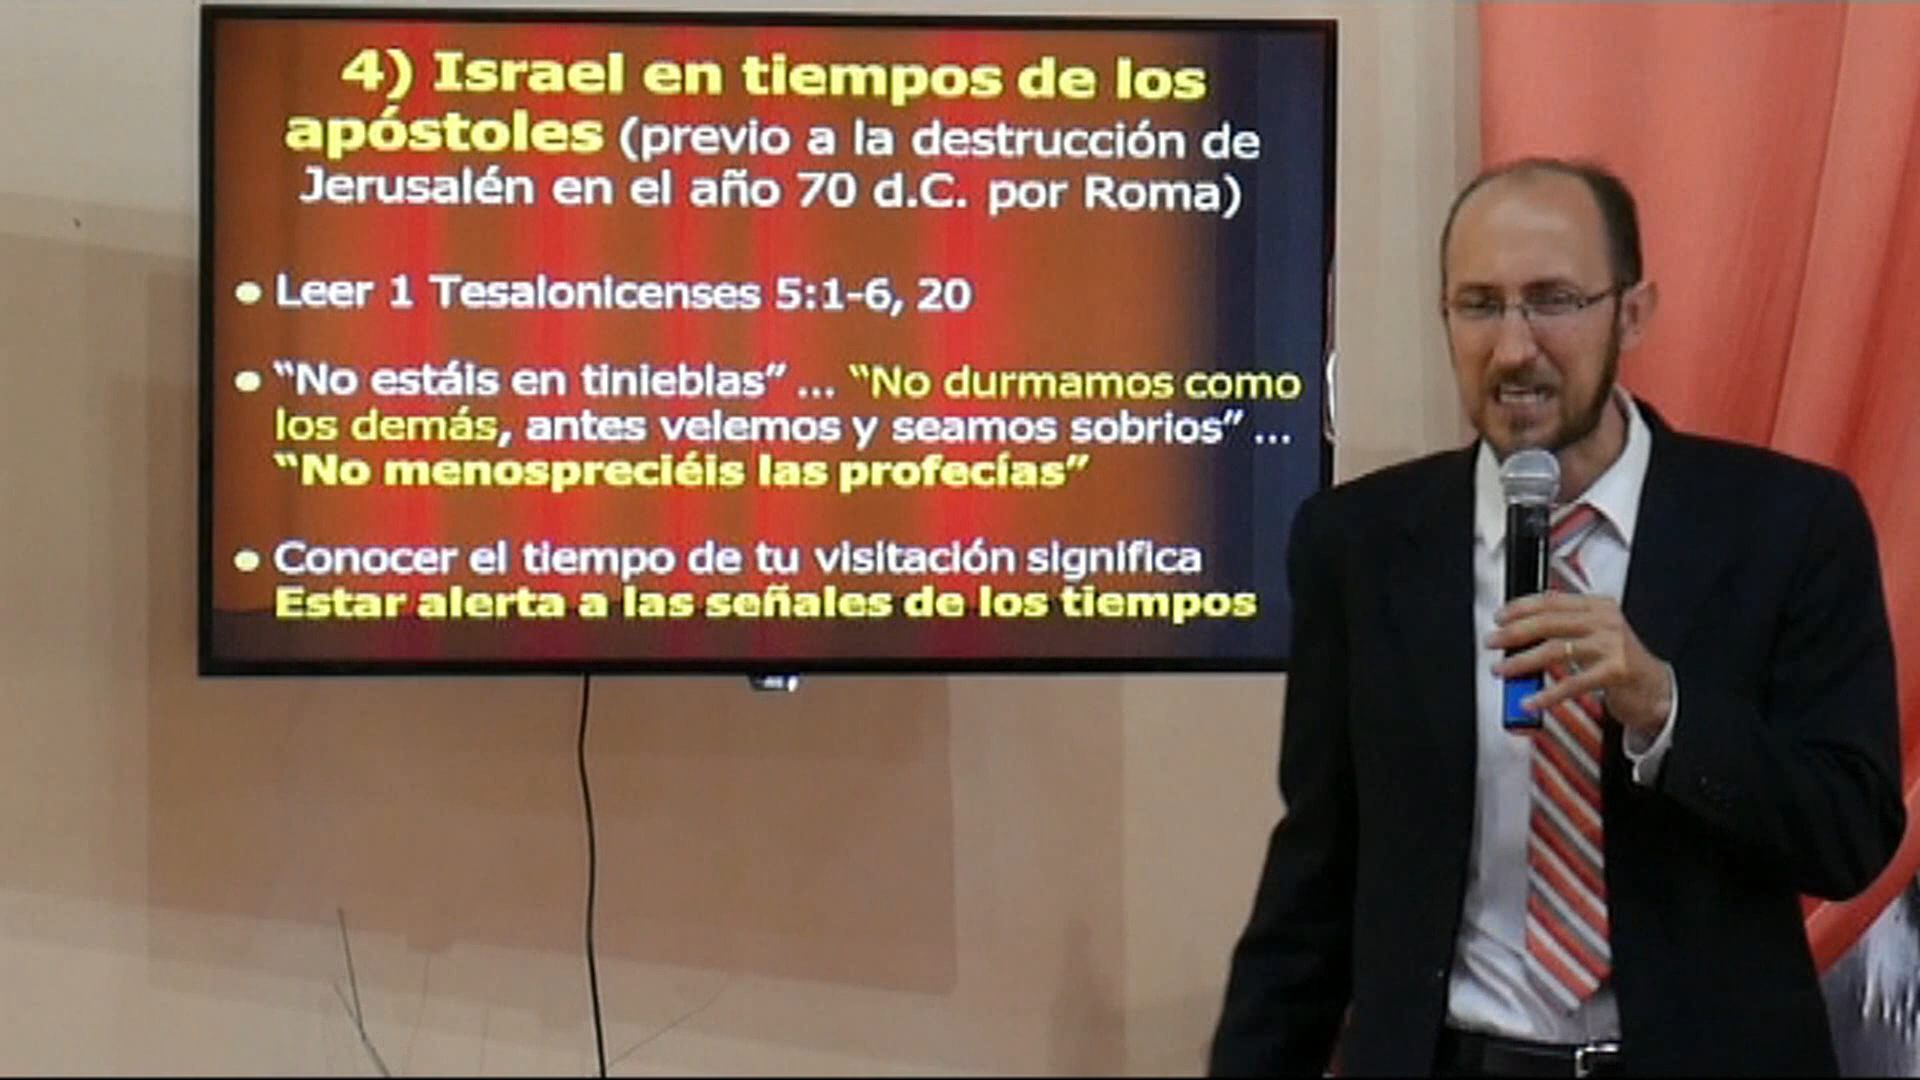 4) Israel en tiempos de los
apóstoles (previo a la destrucción de
Jerusalén en el año 70 d.C. por Roma)
• Leer 1 Tesalonicenses 5:1-6, 20
• “No estáis en tinieblas” ... “No durmamos como
los demás, antes velemos y seamos sobrios” ...
“No menospreciéis las profecías”
• Conocer el tiempo de tu visitación significa
Estar alerta a las señales de los tiempos